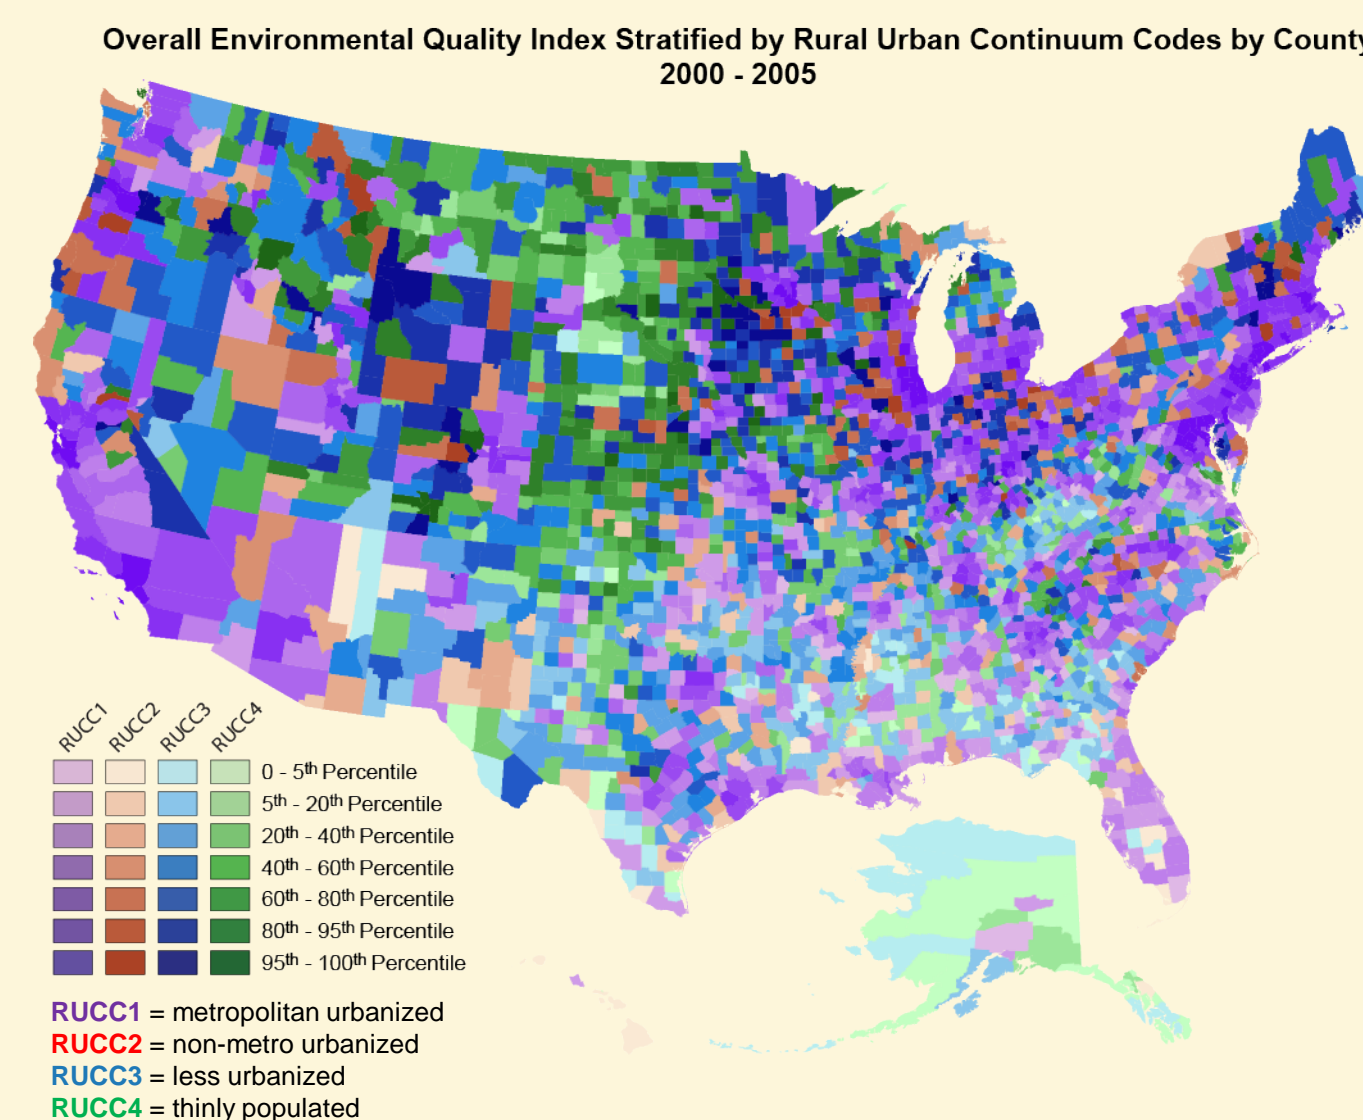 Overall Environmental Quality Index Stratified by Rural Urban Continuum Codes by County
2000 - 2005
RUCC1 RUCC2 RUCC3 RUCC4
0 - 5th Percentile
5th - 20th Percentile
20th - 40th Percentile
40th - 60th Percentile
60th - 80th Percentile
80th - 95th Percentile
95th - 100th Percentile
RUCC1 = metropolitan urbanized
RUCC2 = non-metro urbanized
RUCC3 = less urbanized
RUCC4 = thinly populated